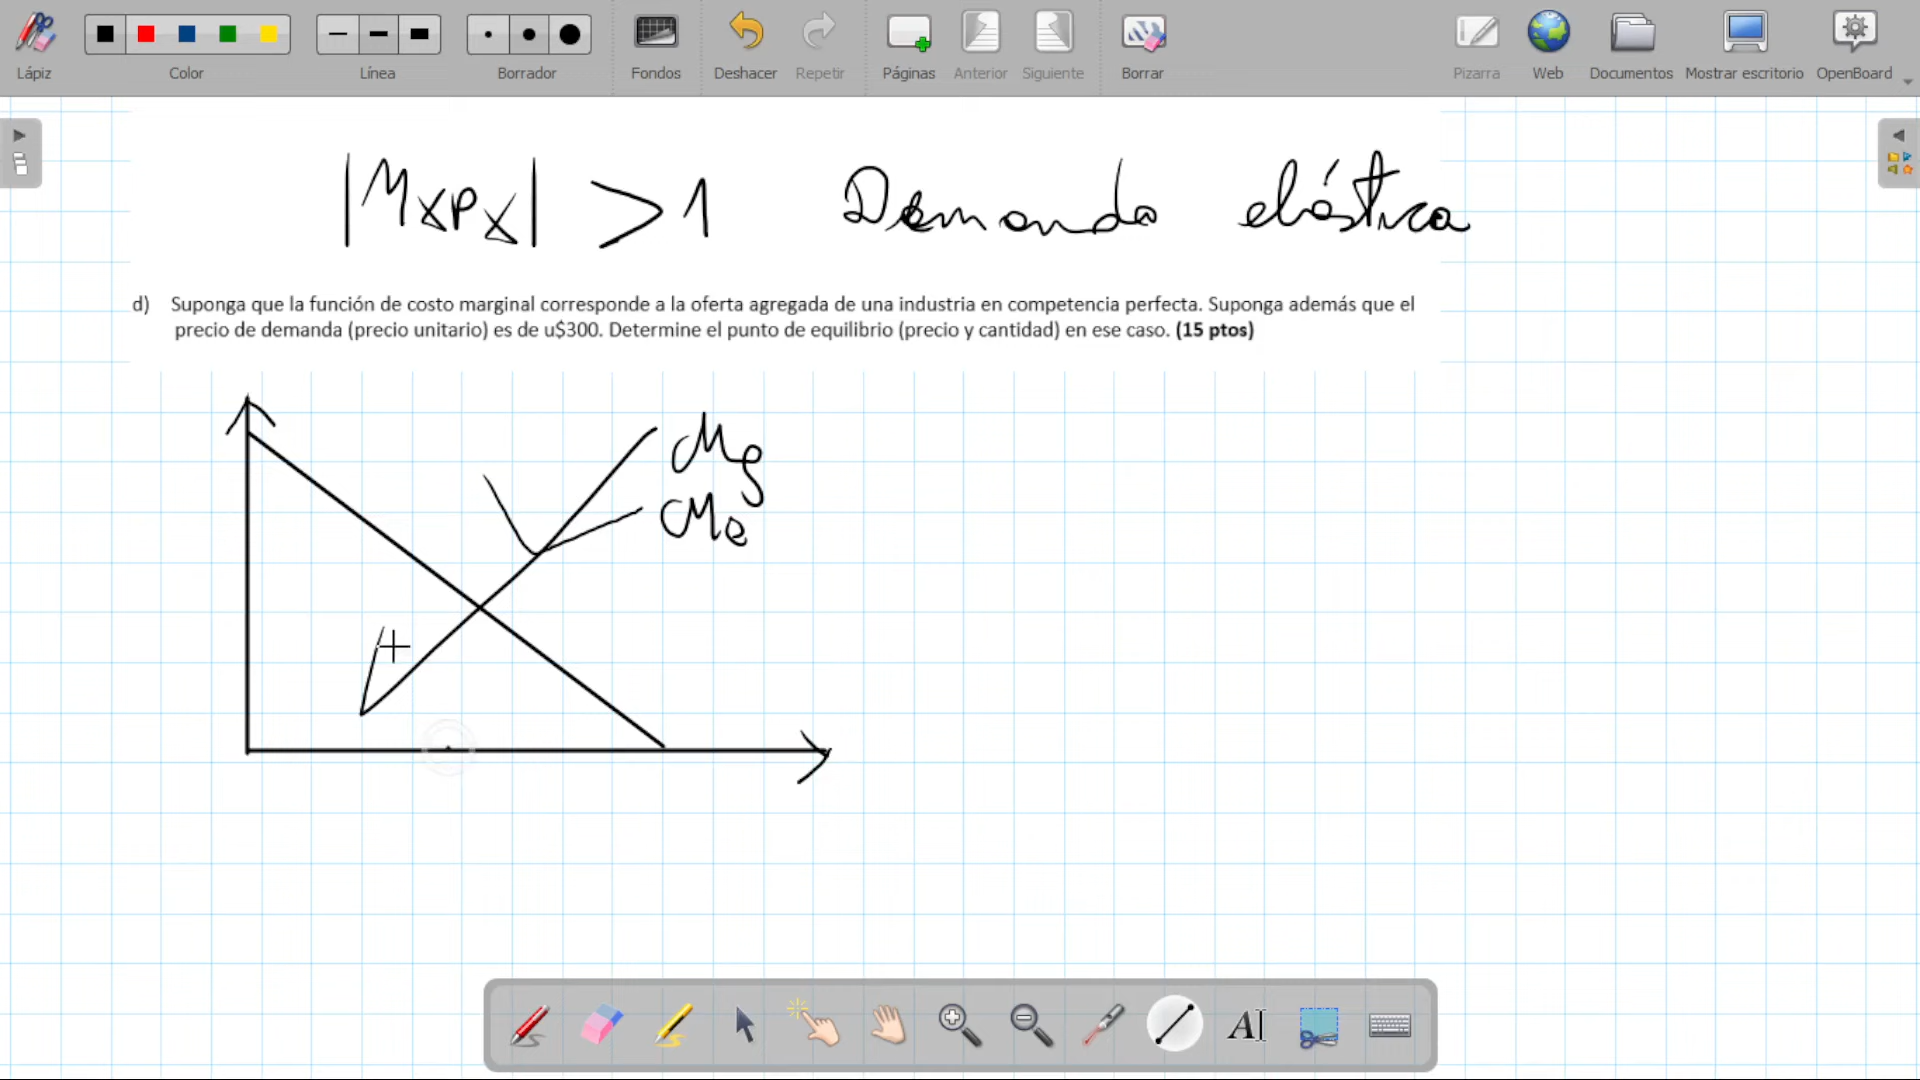 Lápiz
Color
Línea
Borrador
Fondos
Deshacer
Repetir
Páginas
Anterior
Siguiente
Borrar
Pizarra
Web
Documentos
Mostrar escritorio
OpenBoard
|MxPx| > 1 Demanda elástica
d) Suponga que la función de costo marginal corresponde a la oferta agregada de una industria en competencia perfecta. Suponga además que el
precio de demanda (precio unitario) es de u$300. Determine el punto de equilibrio (precio y cantidad) en ese caso. (15 ptos)
CMg
CMe
AI